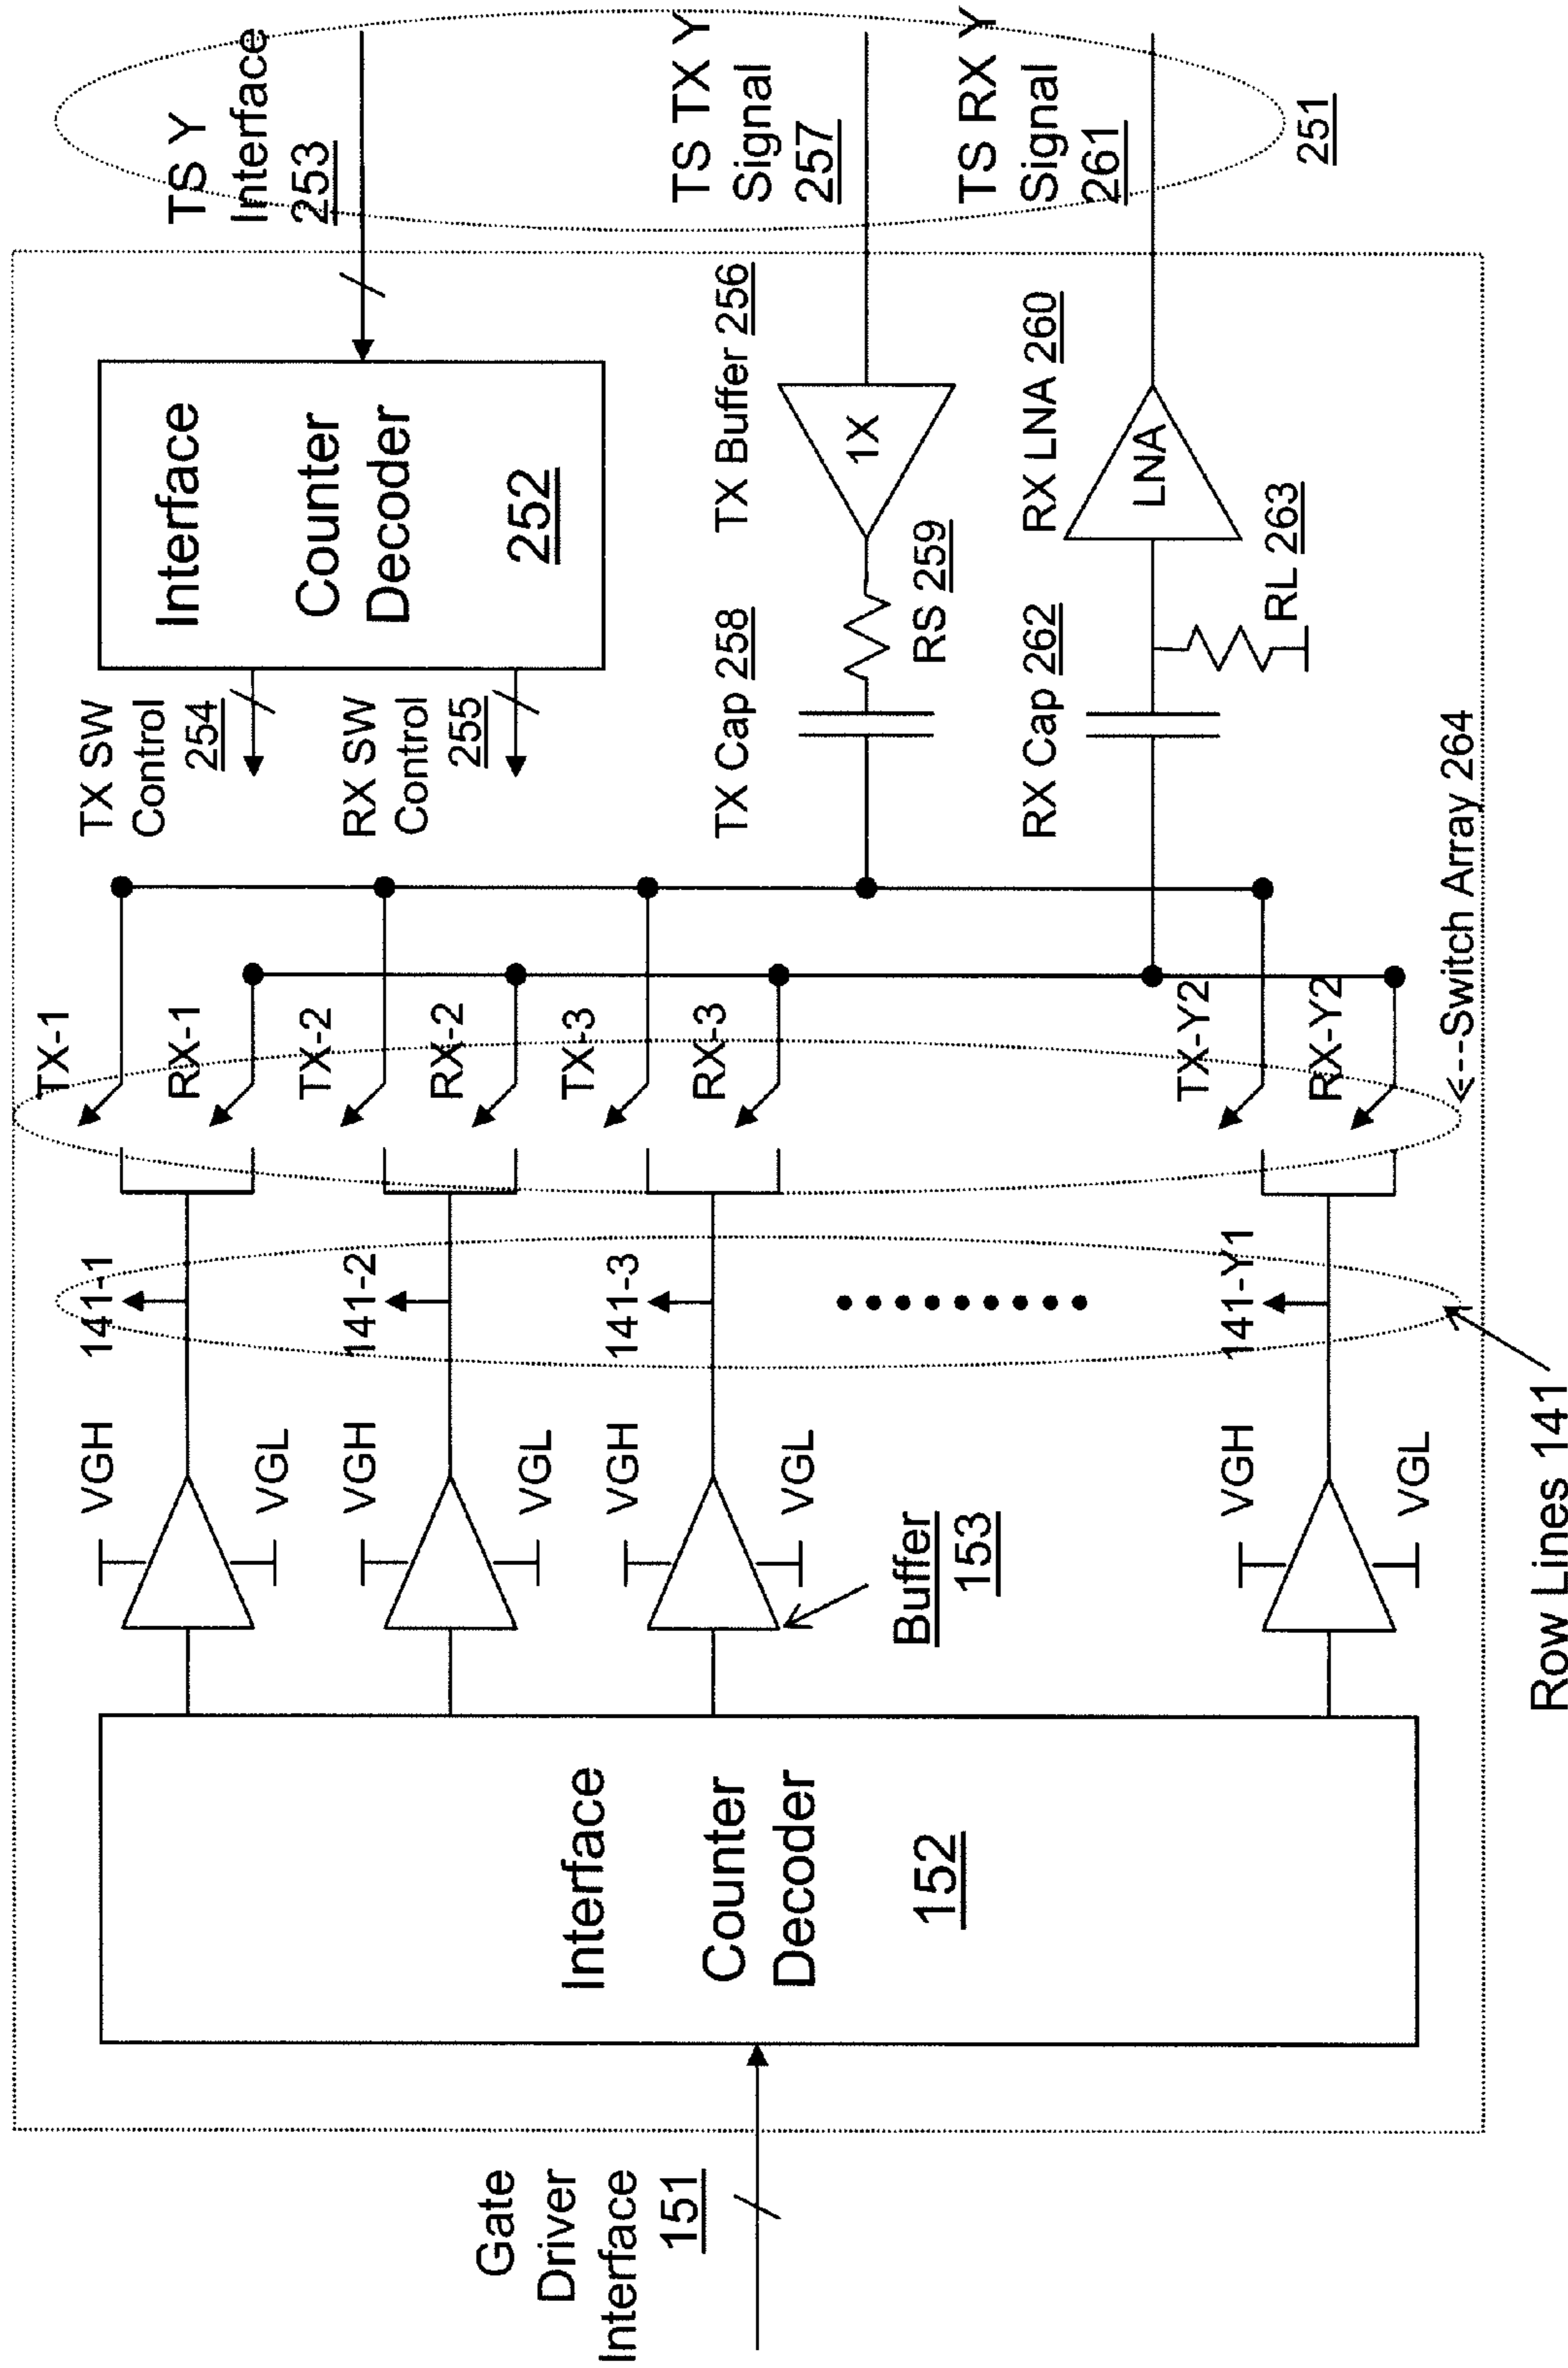 Gate
Driver
Interface
151
Interface
Counter
Decoder
152
VGH
VGL
VGH
VGL
VGH
VGL
VGH
VGL
Buffer
153
141-1
141-2
141-3
141-Y1
Row Lines 141
TX-1
RX-1
TX-2
RX-2
TX-3
RX-3
TX-Y2
RX-Y2
<---Switch Array 264
TX SW
Control
254
RX SW
Control
255
Interface
Counter
Decoder
252
TX Cap 258
RS 259
TX Buffer 256
1X
RX Cap 262
RL 263
RX LNA 260
LNA
TS Y
Interface
253
TS TX Y
Signal
257
TS RX Y
Signal
261
251